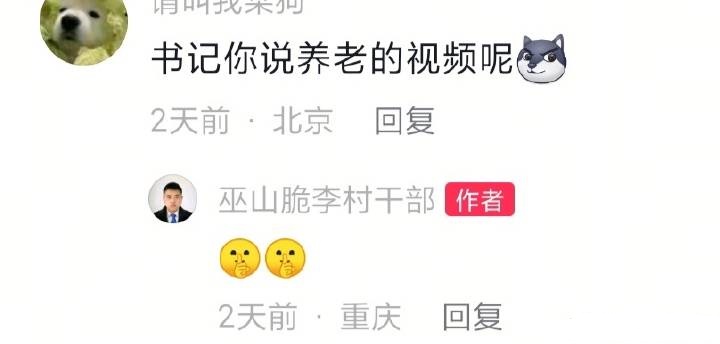 请叫我菜狗
书记你说养老的视频呢
2天前 · 北京 回复
巫山脆李村干部 作者
2天前 · 重庆 回复